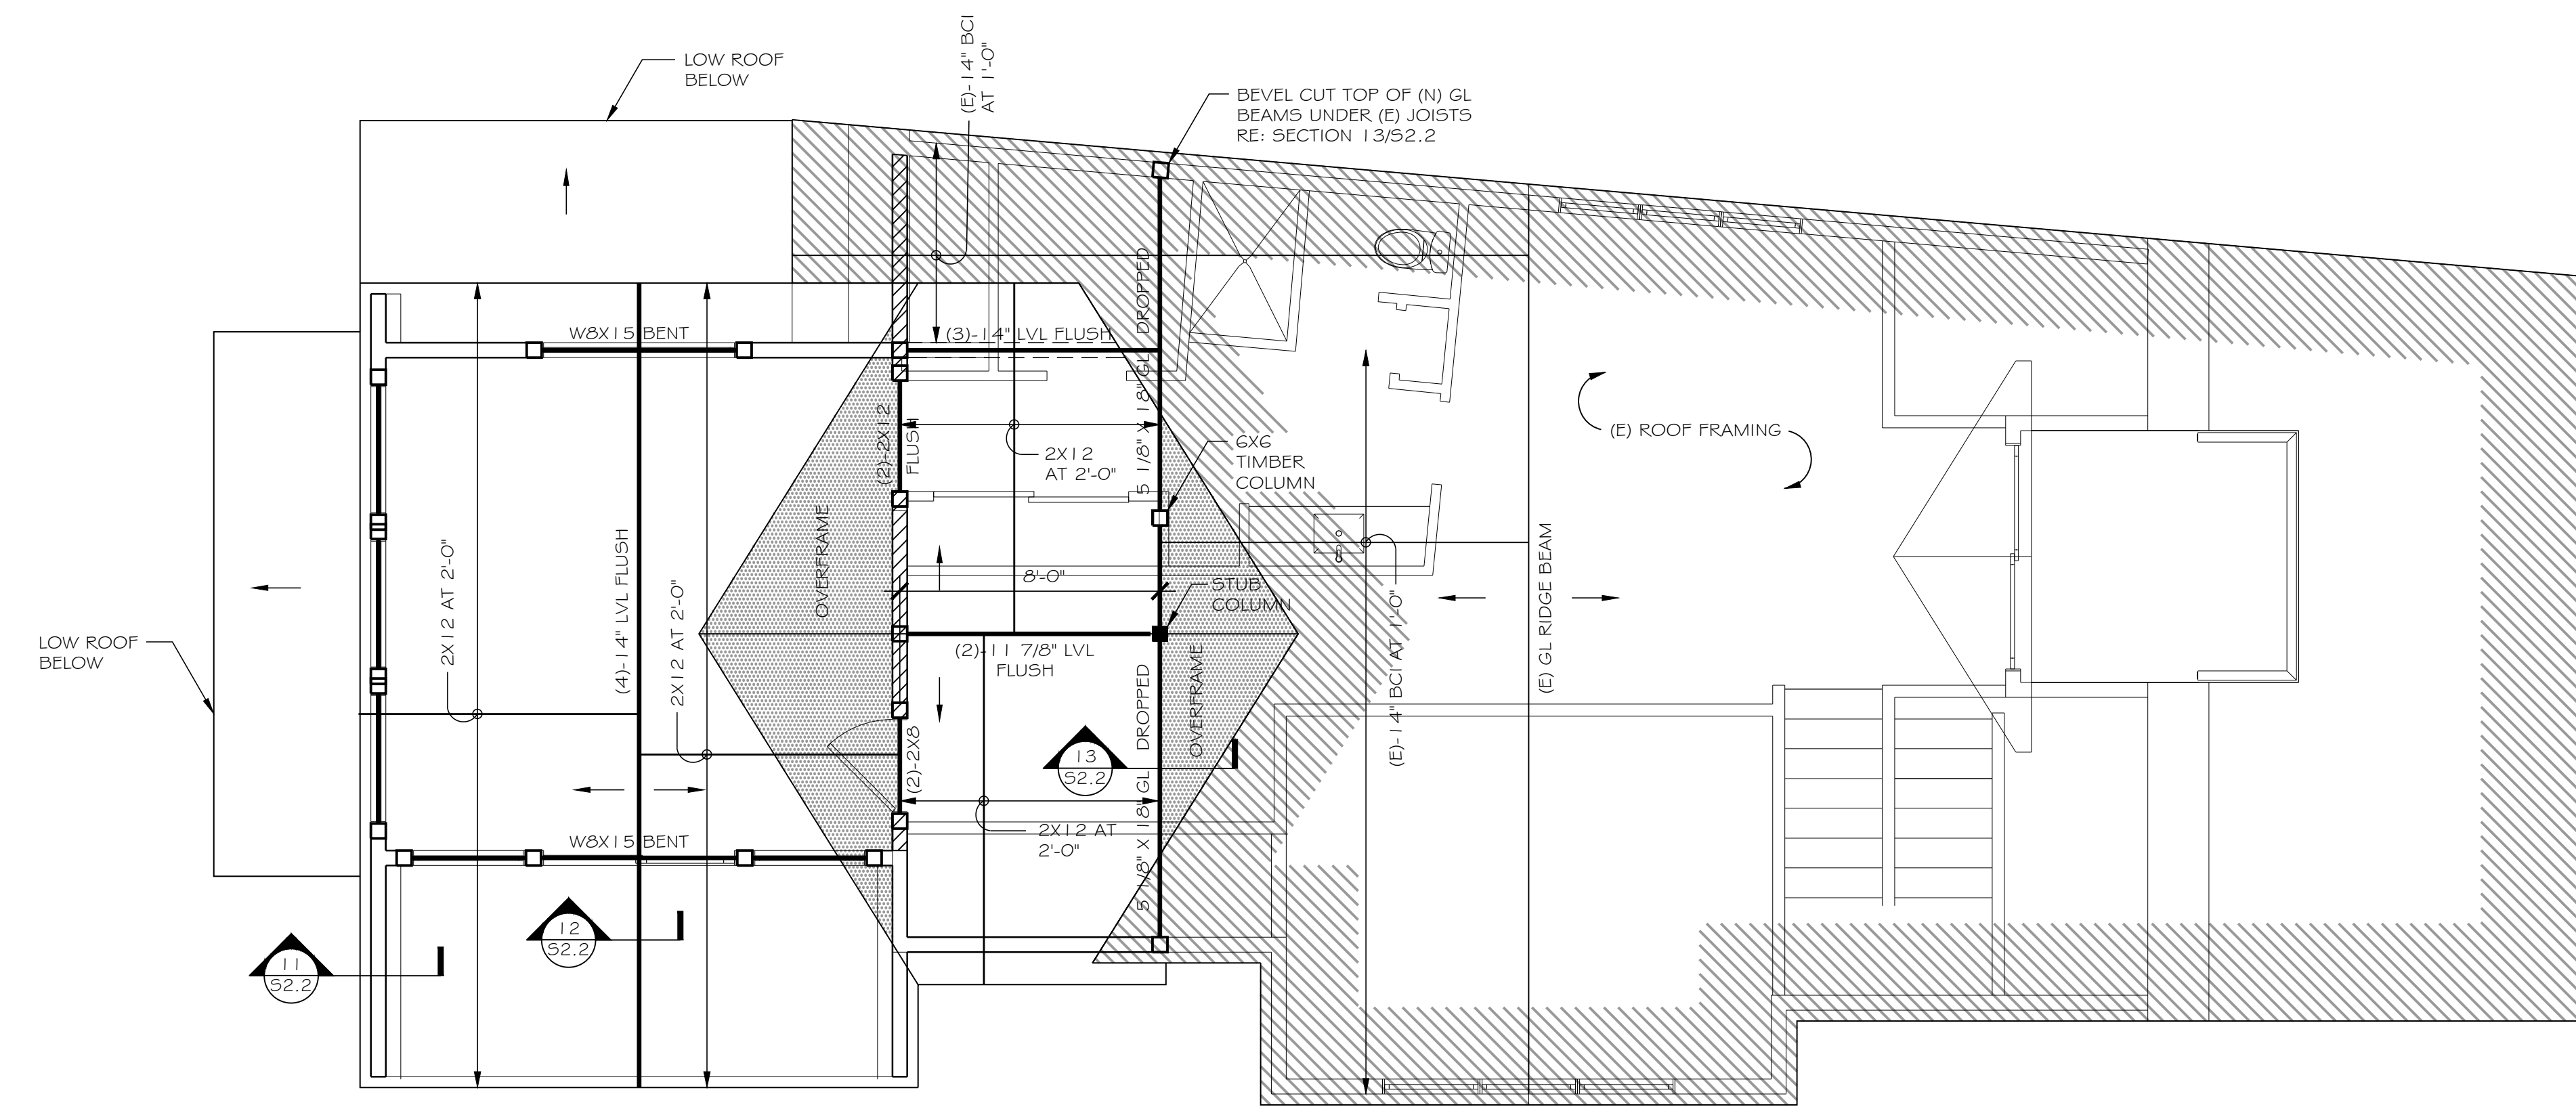 LOW ROOF
BELOW
(E)-14" BCI
AT 1'-0"
BEVEL CUT TOP OF (N) GL
BEAMS UNDER (E) JOISTS
RE: SECTION 13/S2.2
W8X15 BENT
(3)-14" LVL FLUSH
5 1/8" X 18" GL DROPPED
(2)-2X12
FLUSH
2X12
AT 2'-0"
6X6
TIMBER
COLUMN
(E) ROOF FRAMING
OVERFRAME
2X12 AT 2'-0"
(4)-14" LVL FLUSH
2X12 AT 2'-0"
8'-0"
STUB
COLUMN
(E)-14" BCI AT 1'-0"
(E) GL RIDGE BEAM
LOW ROOF
BELOW
(2)-11 7/8" LVL
FLUSH
OVERFRAME
(2)-2X8
5 1/8" X 18" GL DROPPED
13
S2.2
2X12 AT
2'-0"
W8X15 BENT
12
S2.2
11
S2.2